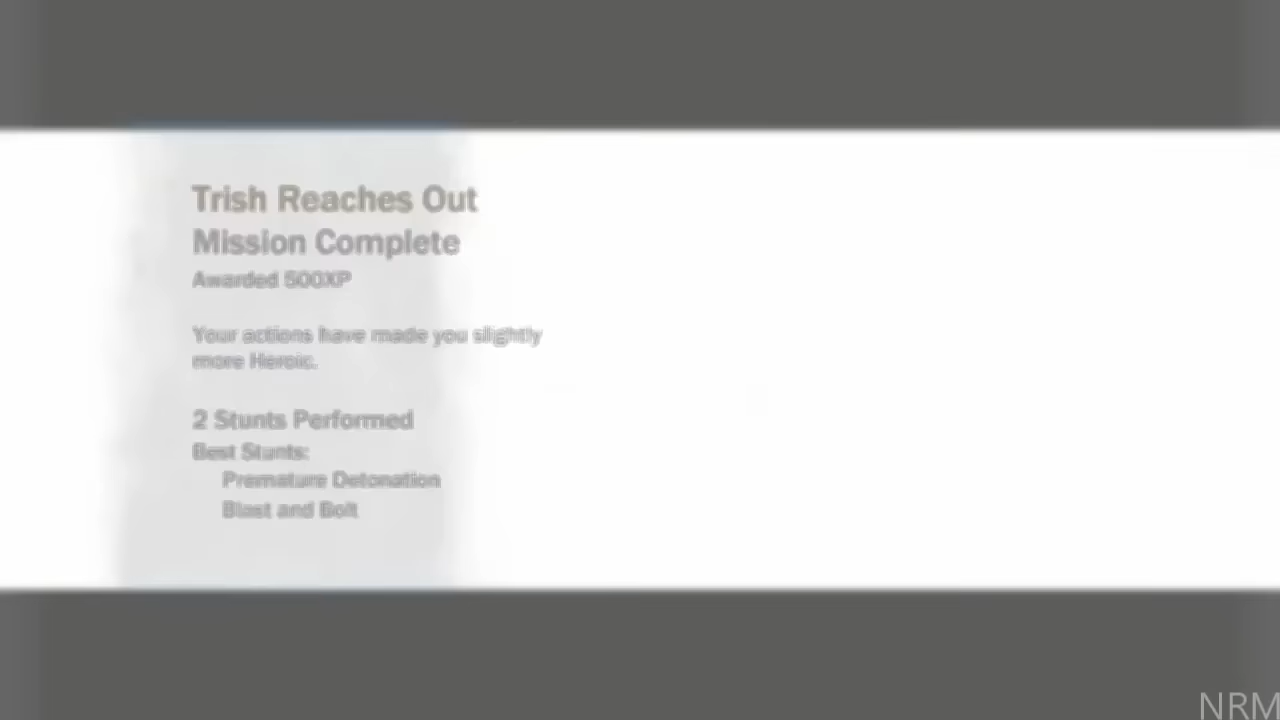 Trish Reaches Out
Mission Complete
Awarded 500XP
Your actions have made you slightly
more Heroic.
2 Stunts Performed
Best Stunts:
Premature Detonation
Blast and Bolt
NRM